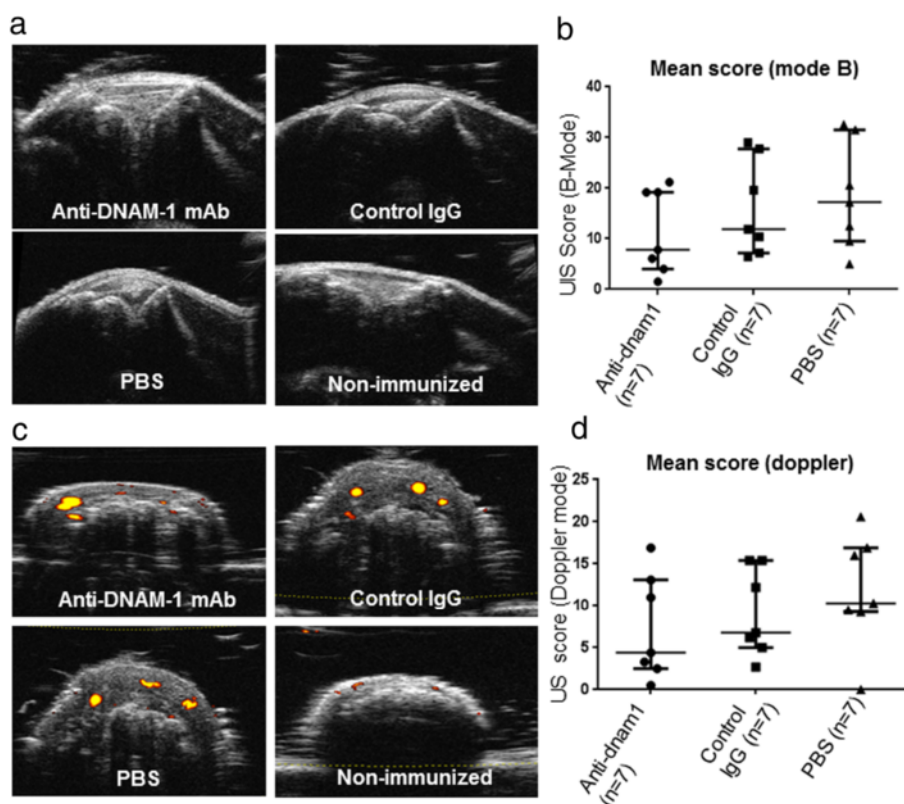 a
Anti-DNAM-1 mAb
Control IgG
PBS
Non-immunized
b
Mean score (mode B)
UIS Score (B-Mode)
40
30
20
10
0
Anti-dnam1
(n=7)
Control
IgG (n=7)
PBS (n=7)
c
Anti-DNAM-1 mAb
Control IgG
PBS
Non-immunized
d
Mean score (doppler)
UIS score (Doppler mode)
25
20
15
10
5
0
Anti-dnam1
(n=7)
Control
IgG (n=7)
PBS (n=7)